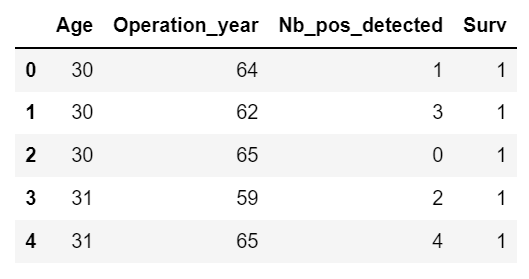 Age Operation_year Nb_pos_detected Surv
0 30 64 1 1
1 30 62 3 1
2 30 65 0 1
3 31 59 2 1
4 31 65 4 1